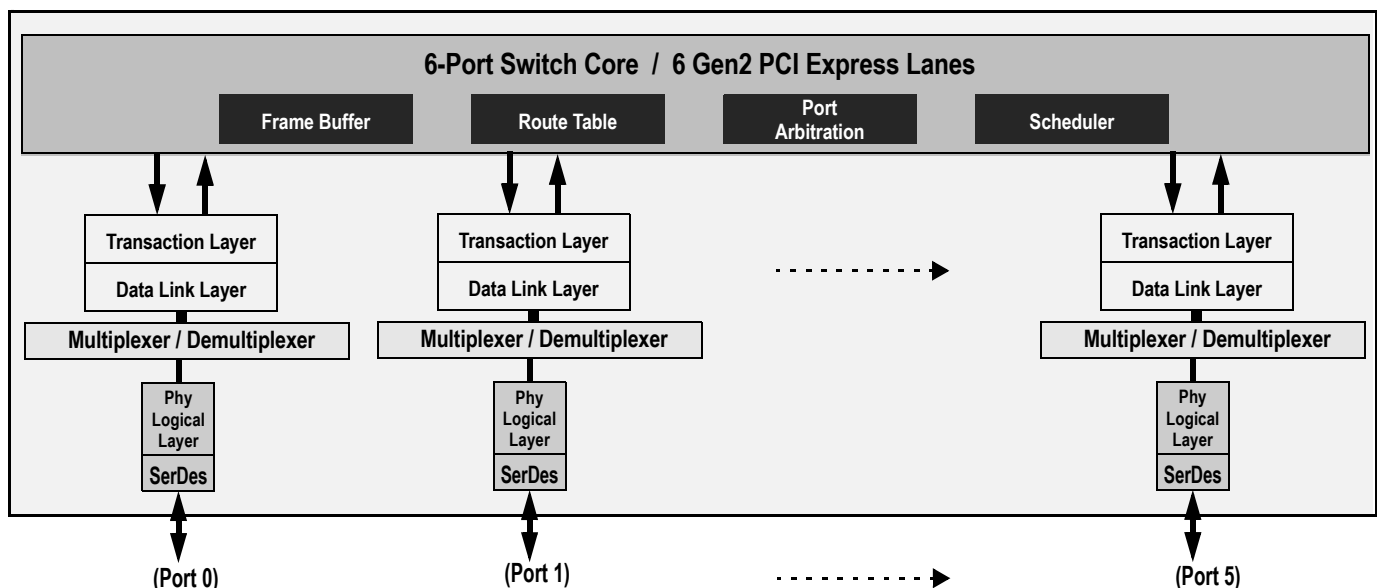 6-Port Switch Core / 6 Gen2 PCI Express Lanes
Frame Buffer
Route Table
Port
Arbitration
Scheduler
Transaction Layer
Data Link Layer
Multiplexer / Demultiplexer
Phy
Logical
Layer
SerDes
(Port 0)
Transaction Layer
Data Link Layer
Multiplexer / Demultiplexer
Phy
Logical
Layer
SerDes
(Port 1)
Transaction Layer
Data Link Layer
Multiplexer / Demultiplexer
Phy
Logical
Layer
SerDes
(Port 5)